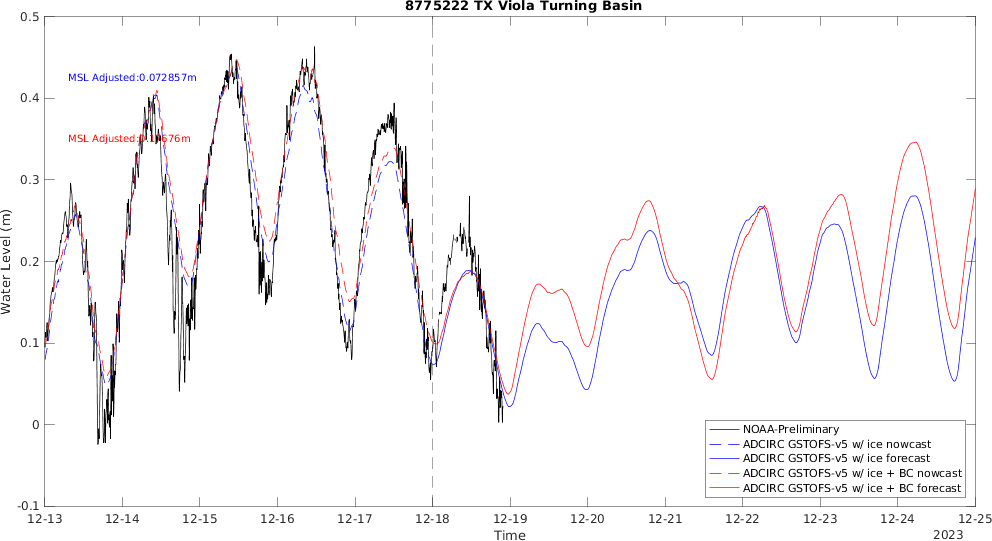 8775222 TX Viola Turning Basin
Water Level (m)
0.5
0.4
0.3
0.2
0.1
0
-0.1
MSL Adjusted:0.072857m
MSL Adjusted:
NOAA-Preliminary
ADCIRC GSTOFS-v5 w/ ice nowcast
ADCIRC GSTOFS-v5 w/ ice forecast
ADCIRC GSTOFS-v5 w/ ice + BC nowcast
ADCIRC GSTOFS-v5 w/ ice + BC forecast
12-13 12-14 12-15 12-16 12-17 12-18 12-19 12-20 12-21 12-22 12-23 12-24 12-25
Time
2023